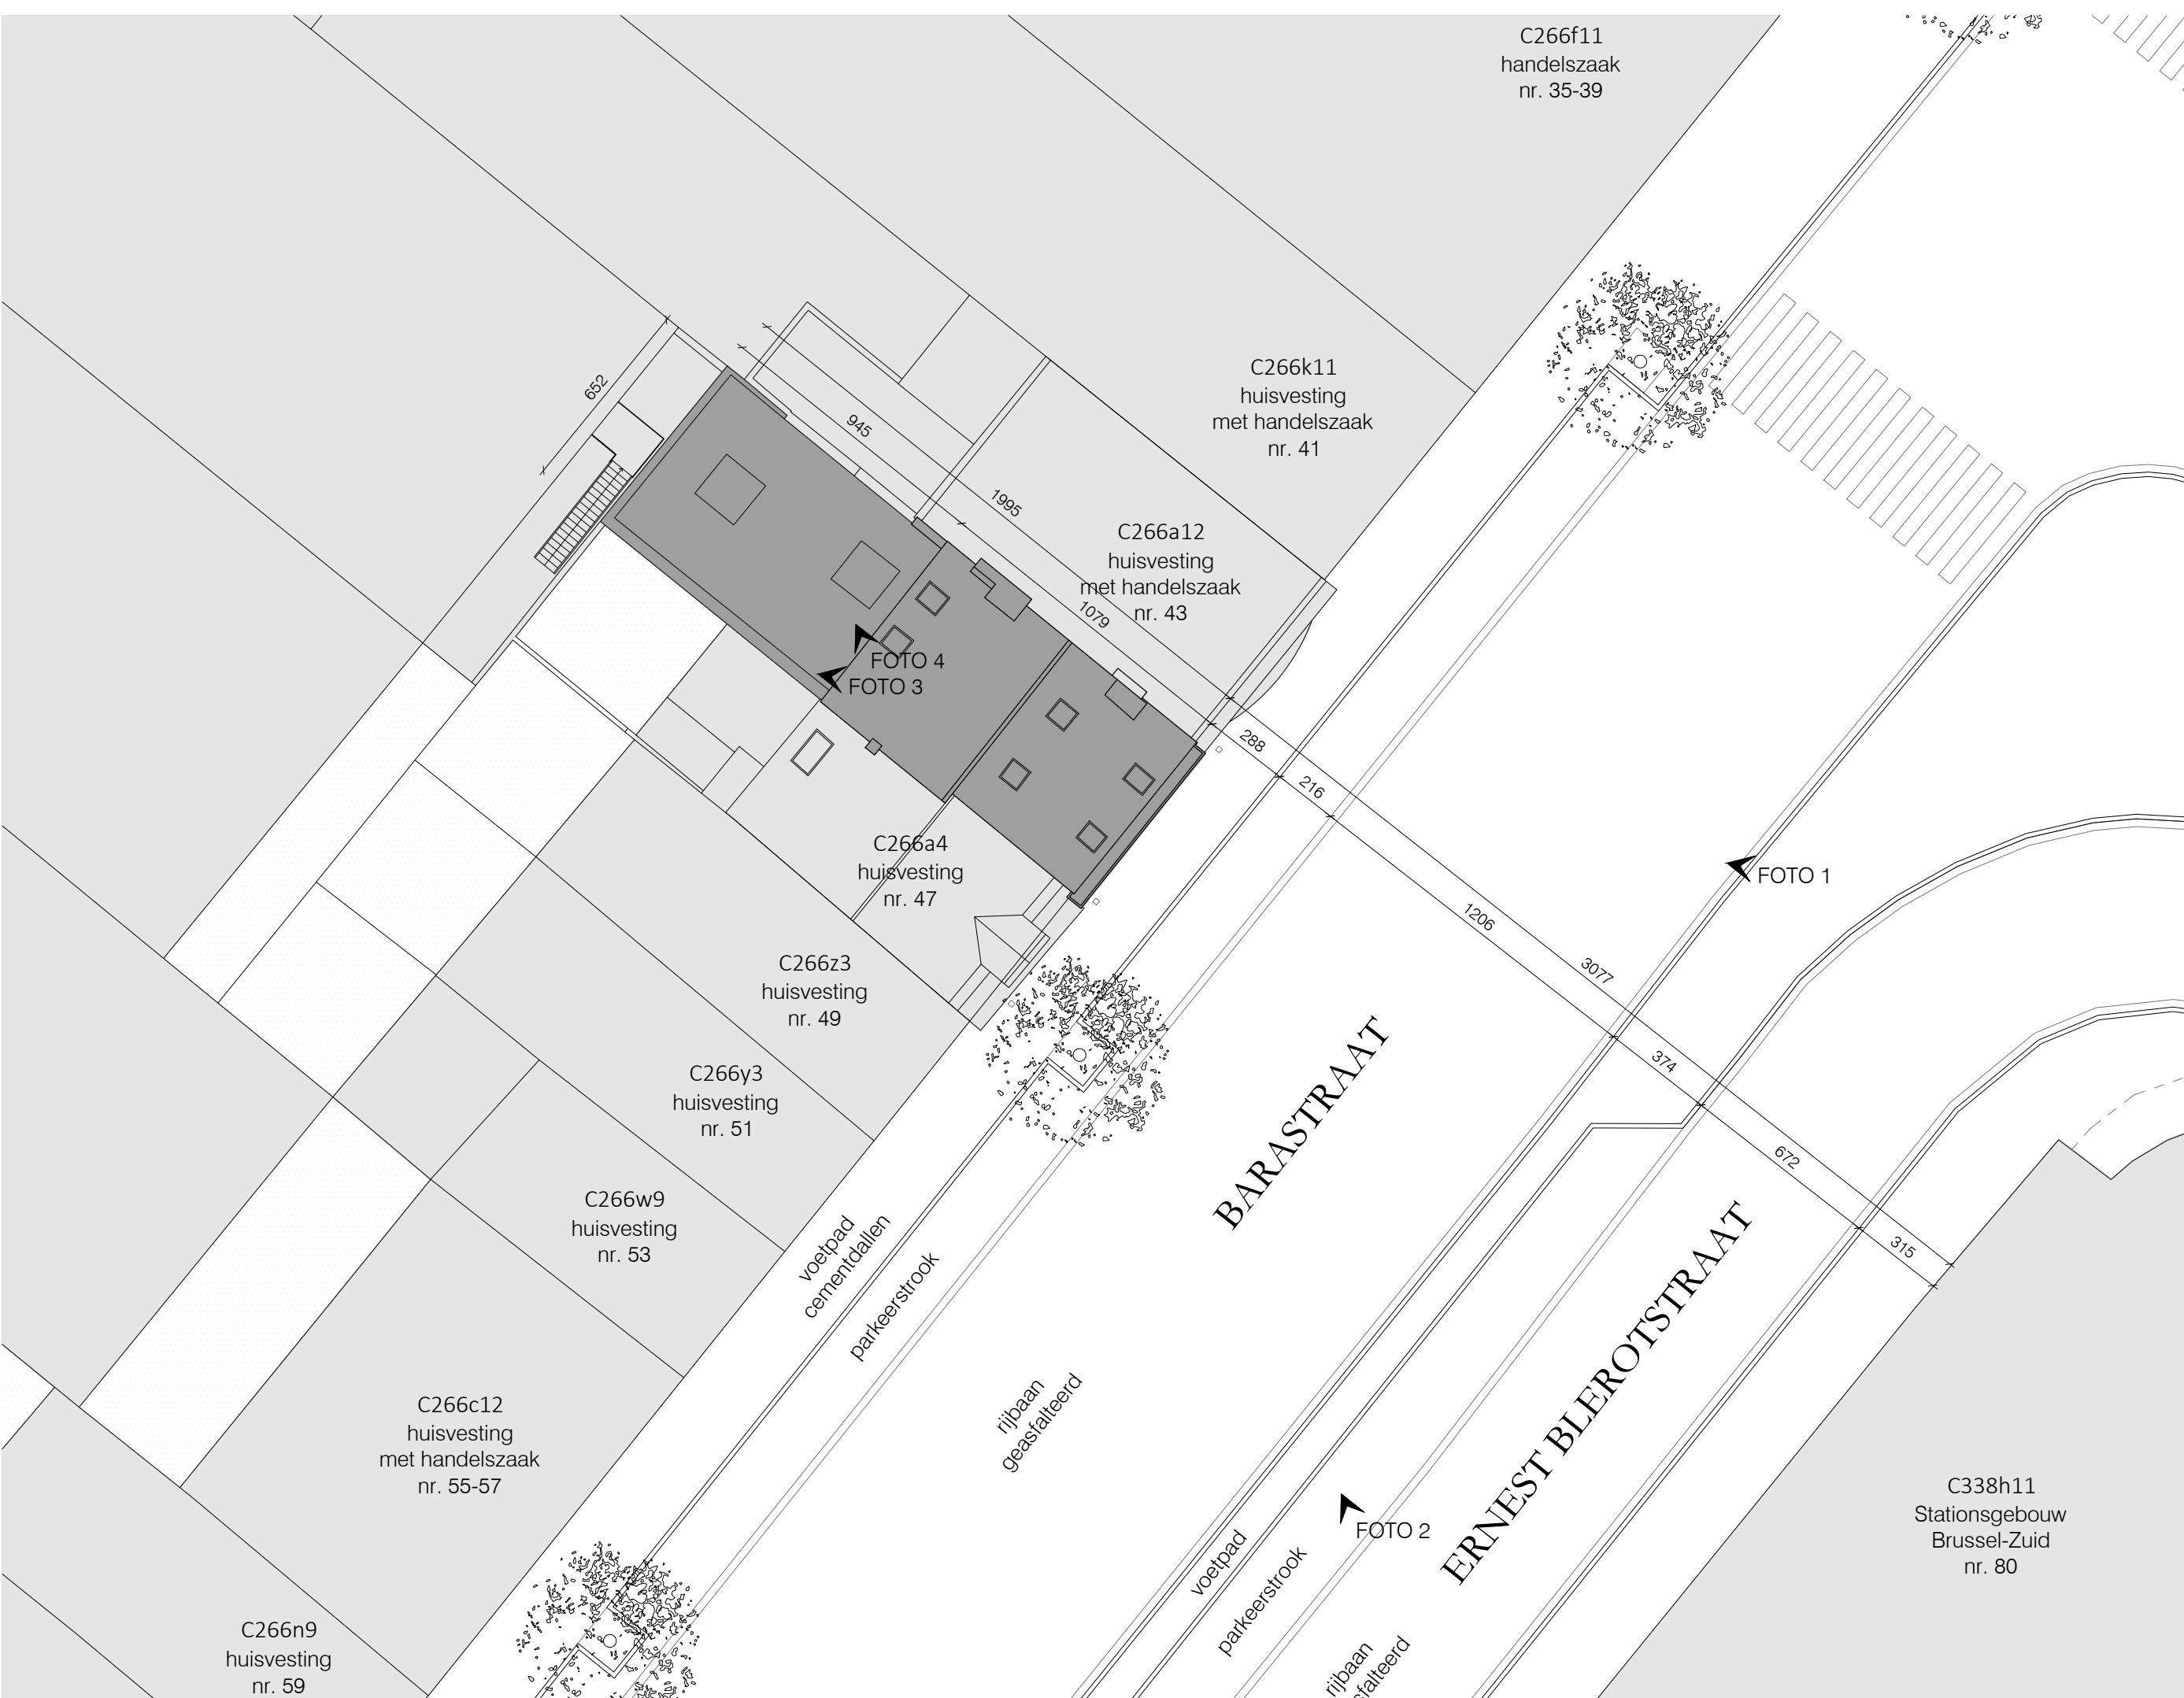 C266f11
handelszaak
nr. 35-39
C266k11
huisvesting
met handelszaak
nr. 41
652
945
1995
C266a12
huisvesting
met handelszaak
nr. 43
1079
FOTO 4
FOTO 3
288
216
C266a4
huisvesting
nr. 47
FOTO 1
1206
3077
374
672
315
C266z3
huisvesting
nr. 49
C266y3
huisvesting
nr. 51
C266w9
huisvesting
nr. 53
BARASTRAAT
voetpad
cementdallen
parkeerstrook
rijbaan
geasfalteerd
ERNEST BLEROTSTRAAT
C266c12
huisvesting
met handelszaak
nr. 55-57
C338h11
Stationsgebouw
Brussel-Zuid
nr. 80
FOTO 2
voetpad
parkeerstrook
rijbaan
sfalteerd
C266n9
huisvesting
nr. 59